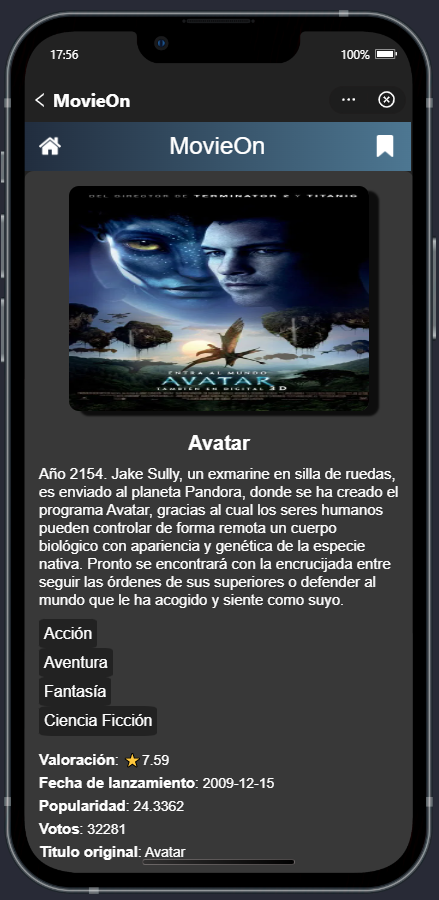 17:56
100%
MovieOn
MovieOn
DEL DIRECTOR DE TERMINATOR 2 Y TITANIC
ENTRA AL MUNDO
AVATAR
TAMBIÉN EN DIGITAL 3D
Avatar
Año 2154. Jake Sully, un exmarine en silla de ruedas,
es enviado al planeta Pandora, donde se ha creado el
programa Avatar, gracias al cual los seres humanos
pueden controlar de forma remota un cuerpo
biológico con apariencia y genética de la especie
nativa. Pronto se encontrará con la encrucijada entre
seguir las órdenes de sus superiores o defender al
mundo que le ha acogido y siente como suyo.
Acción
Aventura
Fantasía
Ciencia Ficción
Valoración: ⭐7.59
Fecha de lanzamiento: 2009-12-15
Popularidad: 24.3362
Votos: 32281
Titulo original: Avatar